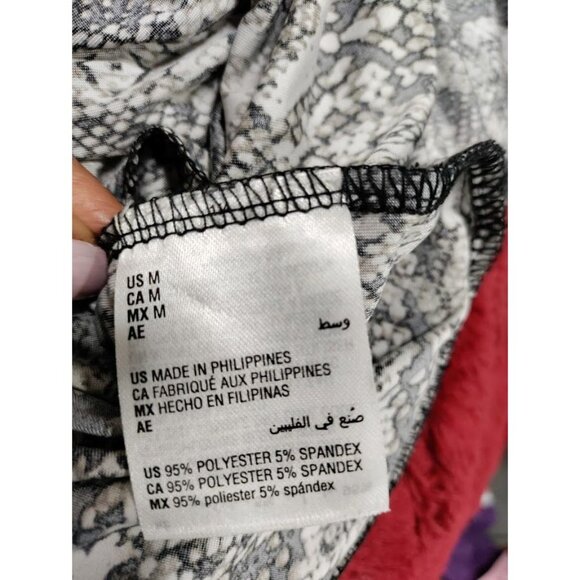 US M
CA M
MX M
AE
وسط
US MADE IN PHILIPPINES
CA FABRIQUÉ AUX PHILIPPINES
MX HECHO EN FILIPINAS
AE
صُنع في الفلبين
US 95% POLYESTER 5% SPANDEX
CA 95% POLYESTER 5% SPANDEX
MX 95% poliester 5% spándex